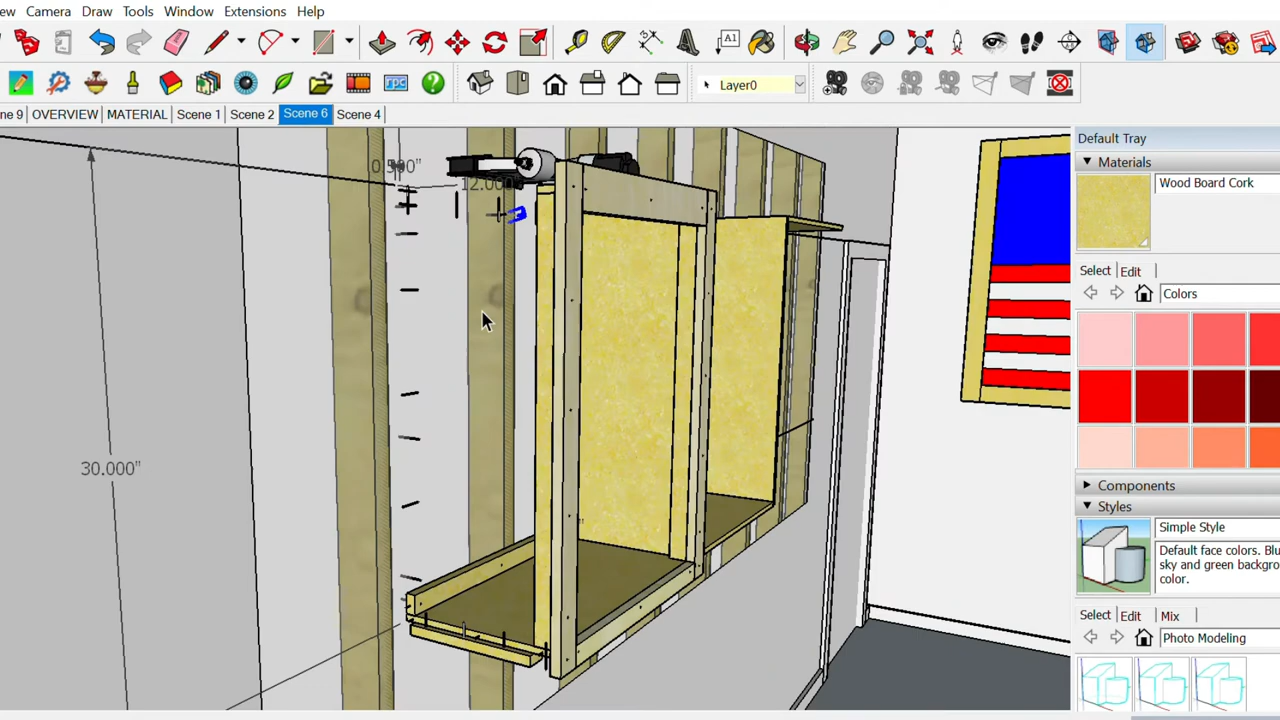 ew Camera Draw Tools Window Extensions Help
A1
rpc
Layer0
ne 9 OVERVIEW MATERIAL Scene 1 Scene 2 Scene 6 Scene 4
12.000"
30.000"
Default Tray
Materials
Wood Board Cork
Select Edit
Colors
Components
Styles
Simple Style
Default face colors. Blu
sky and green backgro
color.
Select Edit Mix
Photo Modeling